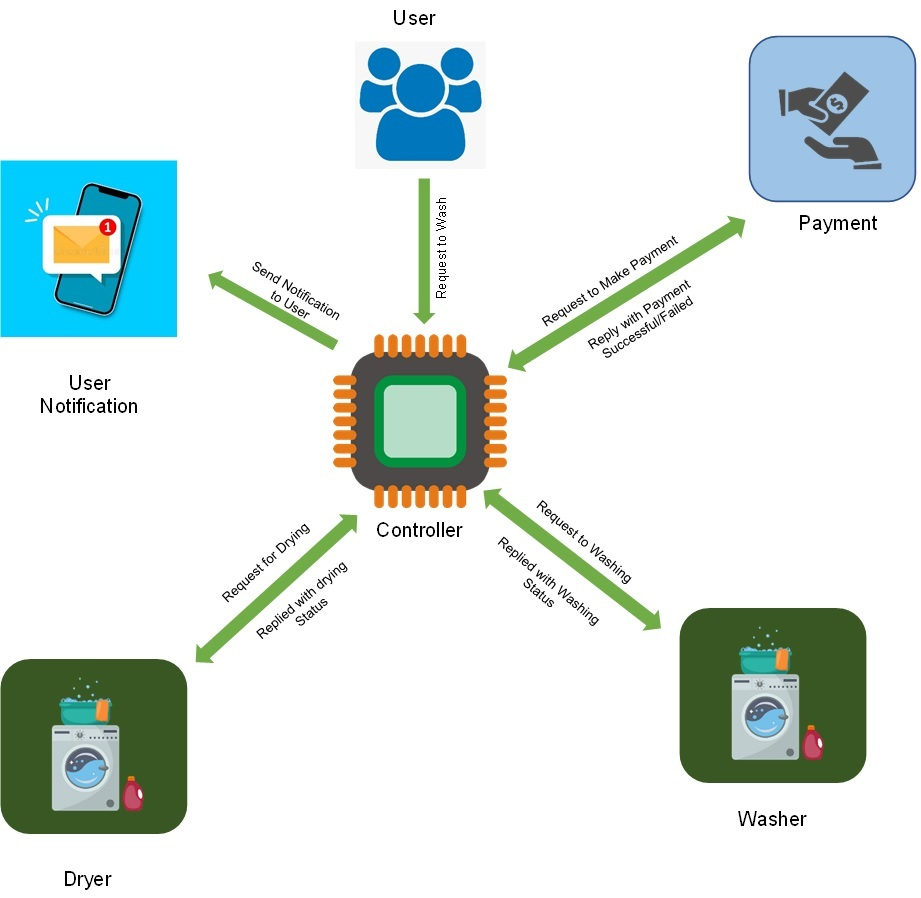 User
Payment
Request to Wash
Send Notification
to User
Request to Make Payment
Reply with Payment
Successful/Failed
1
$
User
Notification
Controller
Request for Drying
Replied with drying
Status
Request to Washing
Replied with Washing
Status
Washer
Dryer